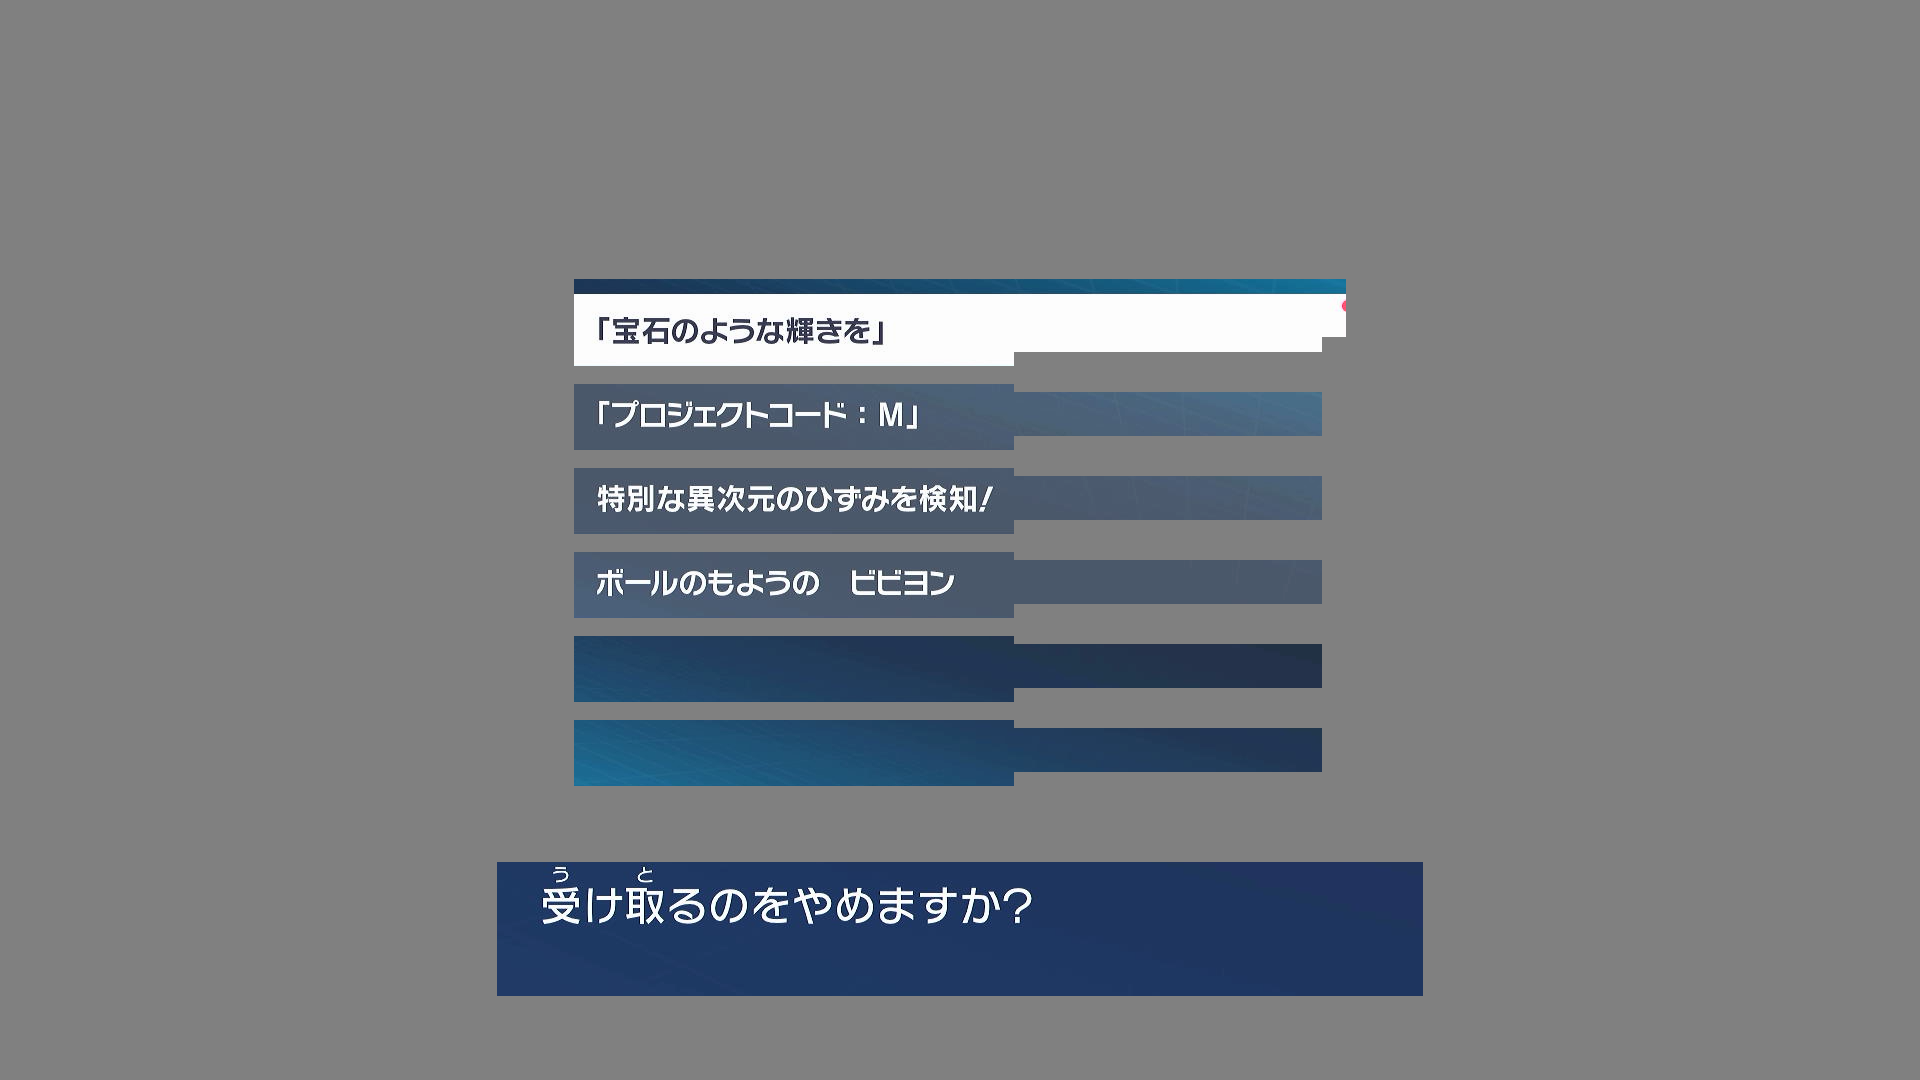 「宝石のような輝きを」
「プロジェクトコード：M」
特別な異次元のひずみを検知！
ボールのもようの　ビビヨン
う と
受け取るのをやめますか？